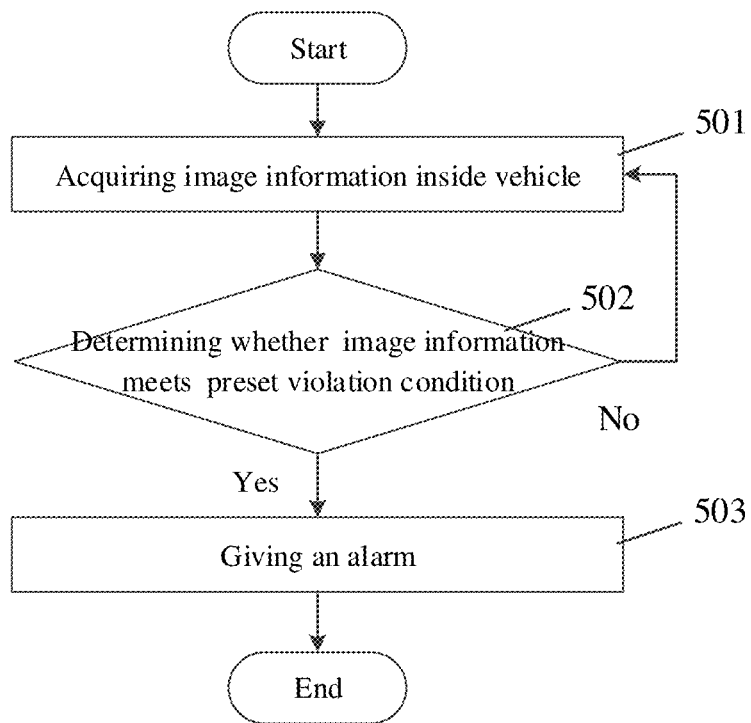 Start
501
Acquiring image information inside vehicle
502
Determining whether image information
meets preset violation condition
No
Yes
503
Giving an alarm
End